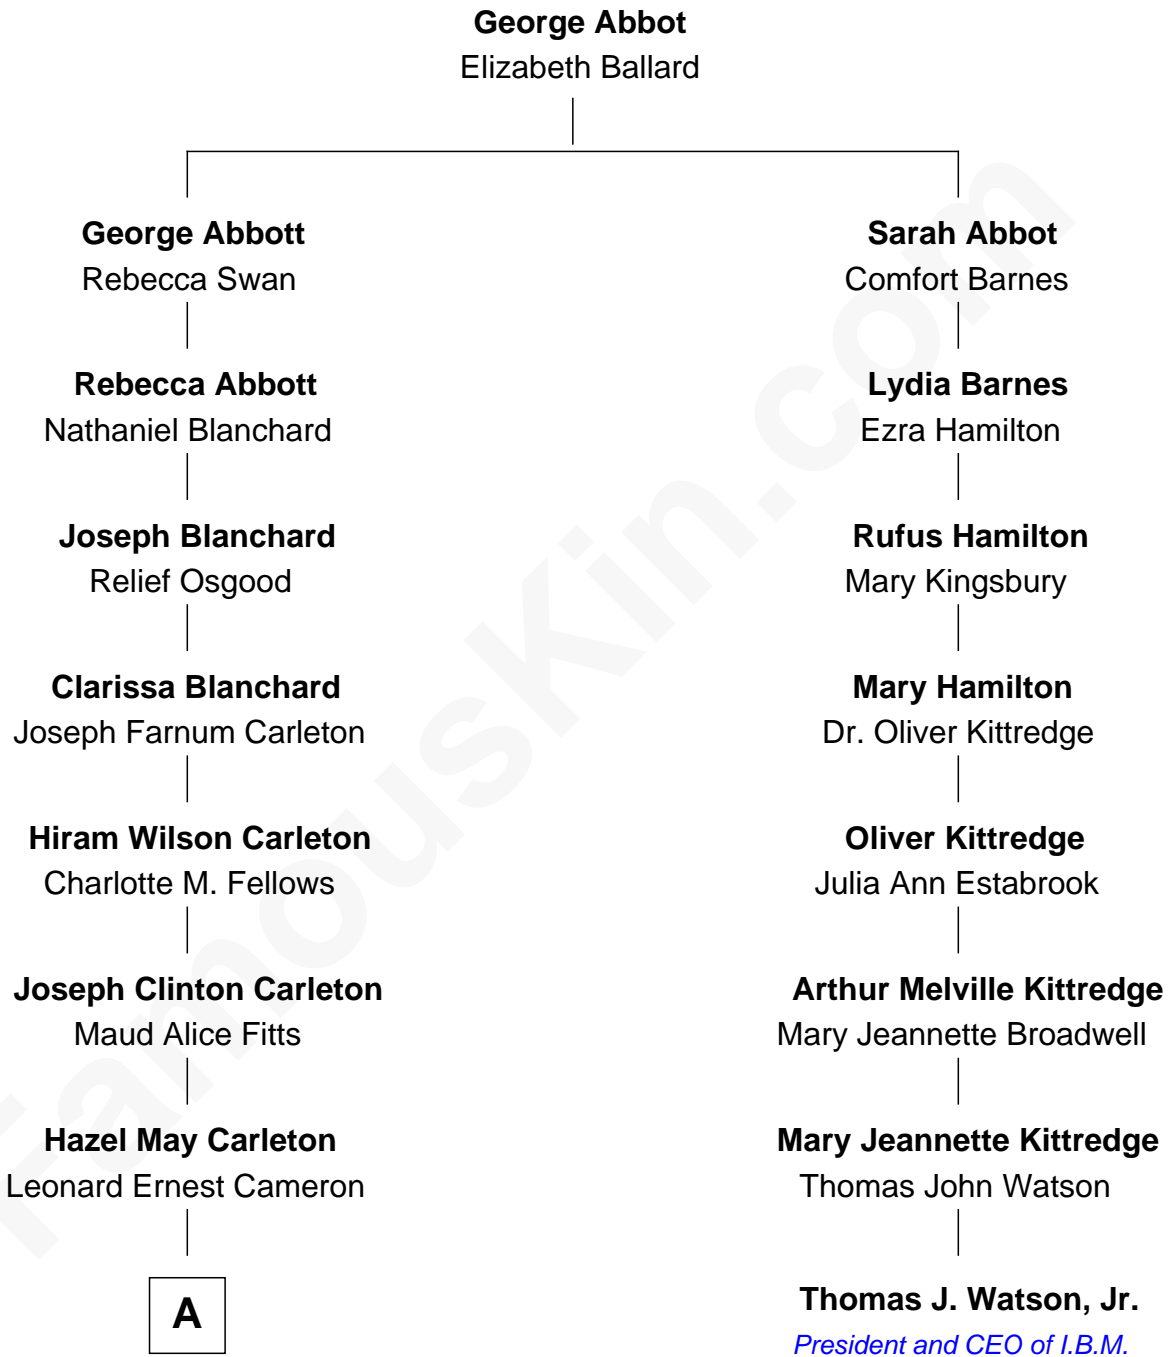 George Abbot
Elizabeth Ballard
George Abbott
Rebecca Swan
Sarah Abbot
Comfort Barnes
Rebecca Abbott
Nathaniel Blanchard
Lydia Barnes
Ezra Hamilton
Joseph Blanchard
Relief Osgood
Rufus Hamilton
Mary Kingsbury
Clarissa Blanchard
Joseph Farnum Carleton
Mary Hamilton
Dr. Oliver Kittredge
Hiram Wilson Carleton
Charlotte M. Fellows
Oliver Kittredge
Julia Ann Estabrook
Joseph Clinton Carleton
Maud Alice Fitts
Arthur Melville Kittredge
Mary Jeannette Broadwell
Hazel May Carleton
Leonard Ernest Cameron
Mary Jeannette Kittredge
Thomas John Watson
A
Thomas J. Watson, Jr.
President and CEO of I.B.M.
FamousKin.com